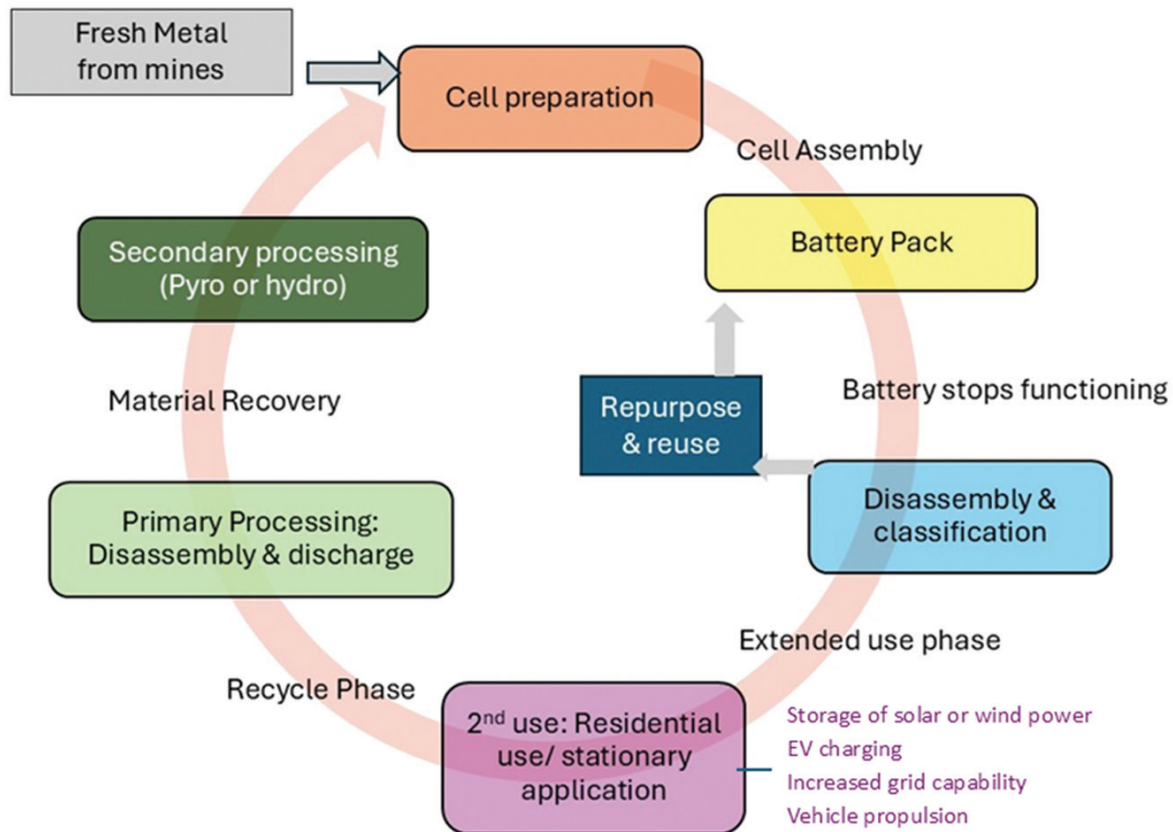 Fresh Metal
from mines
Cell preparation
Cell Assembly
Battery Pack
Secondary processing
(Pyro or hydro)
Repurpose
& reuse
Battery stops functioning
Material Recovery
Disassembly &
classification
Primary Processing:
Disassembly & discharge
Extended use phase
Recycle Phase
2nd use: Residential
use/ stationary
application
Storage of solar or wind power
EV charging
Increased grid capability
Vehicle propulsion